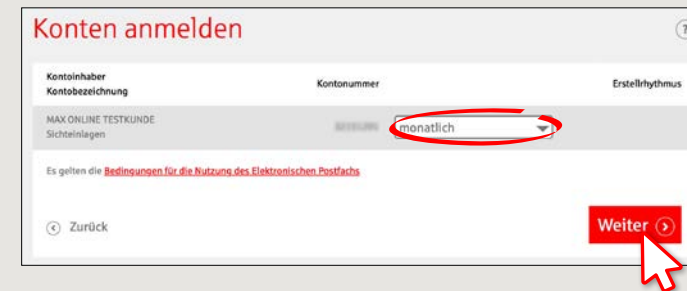 Konten anmelden
?
Kontoinhaber
Kontobezeichnung
Kontonummer
Erstellrhythmus
MAX ONLINE TESTKUNDE
Sichteinlagen
monatlich
Es gelten die Bedingungen für die Nutzung des Elektronischen Postfachs
Zurück
Weiter